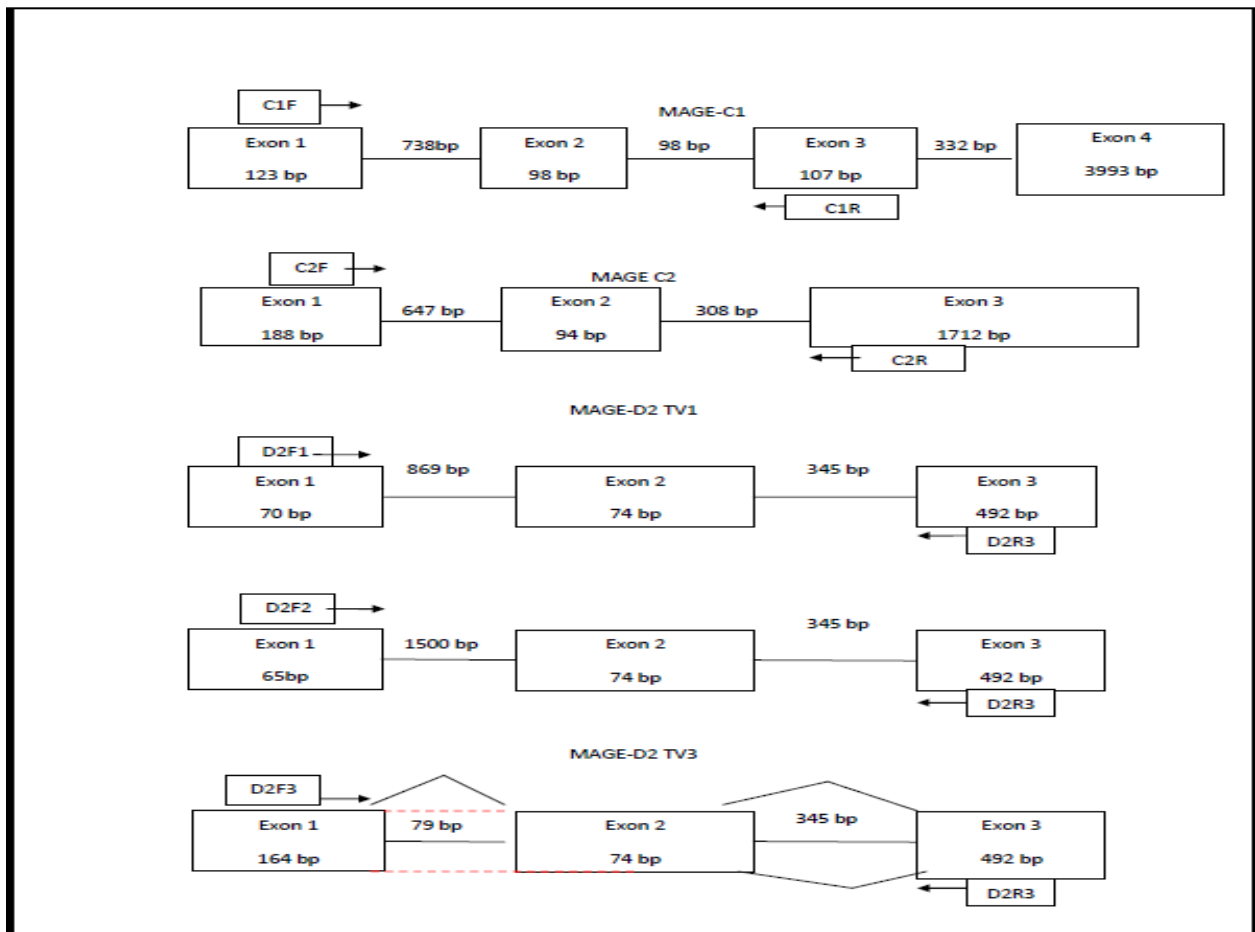 C1F
MAGE-C1
Exon 1
738bp
Exon 2
98 bp
Exon 3
332 bp
Exon 4
123 bp
98 bp
107 bp
3993 bp
C1R
C2F
MAGE C2
Exon 1
647 bp
Exon 2
308 bp
Exon 3
188 bp
94 bp
1712 bp
C2R
MAGE-D2 TV1
D2F1
869 bp
345 bp
Exon 1
Exon 2
Exon 3
70 bp
74 bp
492 bp
D2R3
D2F2
1500 bp
345 bp
Exon 1
Exon 2
Exon 3
65bp
74 bp
492 bp
D2R3
MAGE-D2 TV3
D2F3
Exon 1
79 bp
Exon 2
345 bp
Exon 3
164 bp
74 bp
492 bp
D2R3